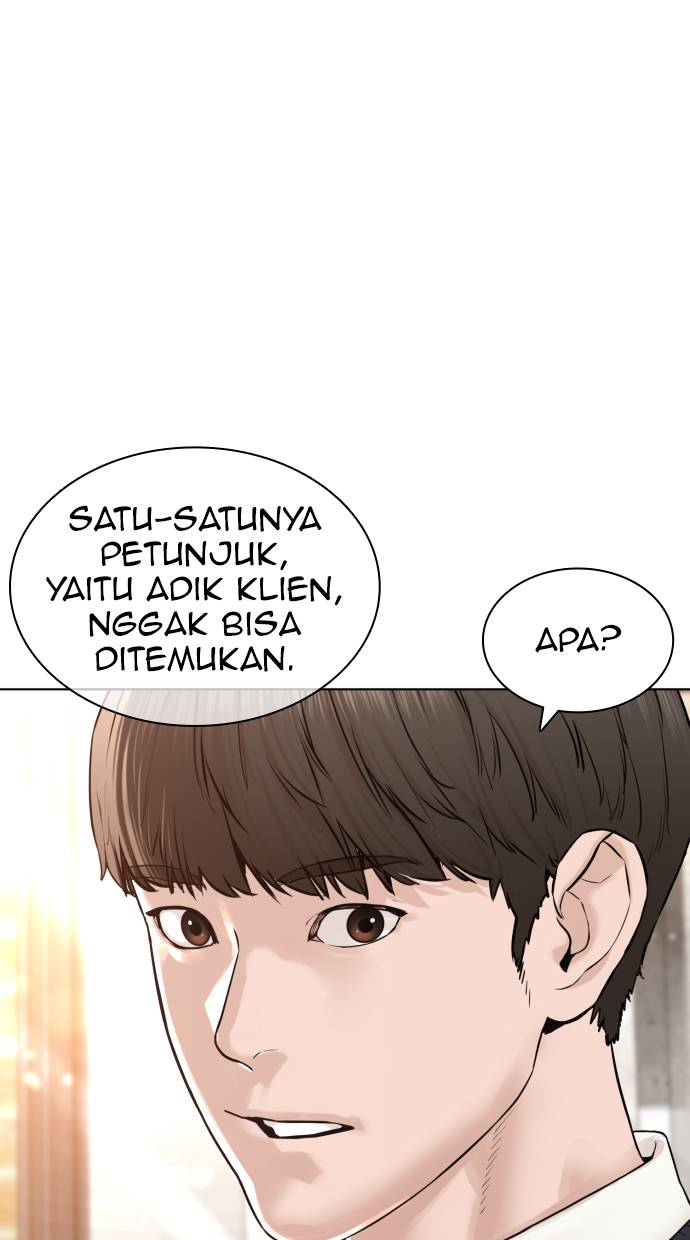 SATU-SATUNYA
PETUNJUK,
YAITU ADIK KLIEN,
NGGAK BISA
DITEMUKAN.
APA?